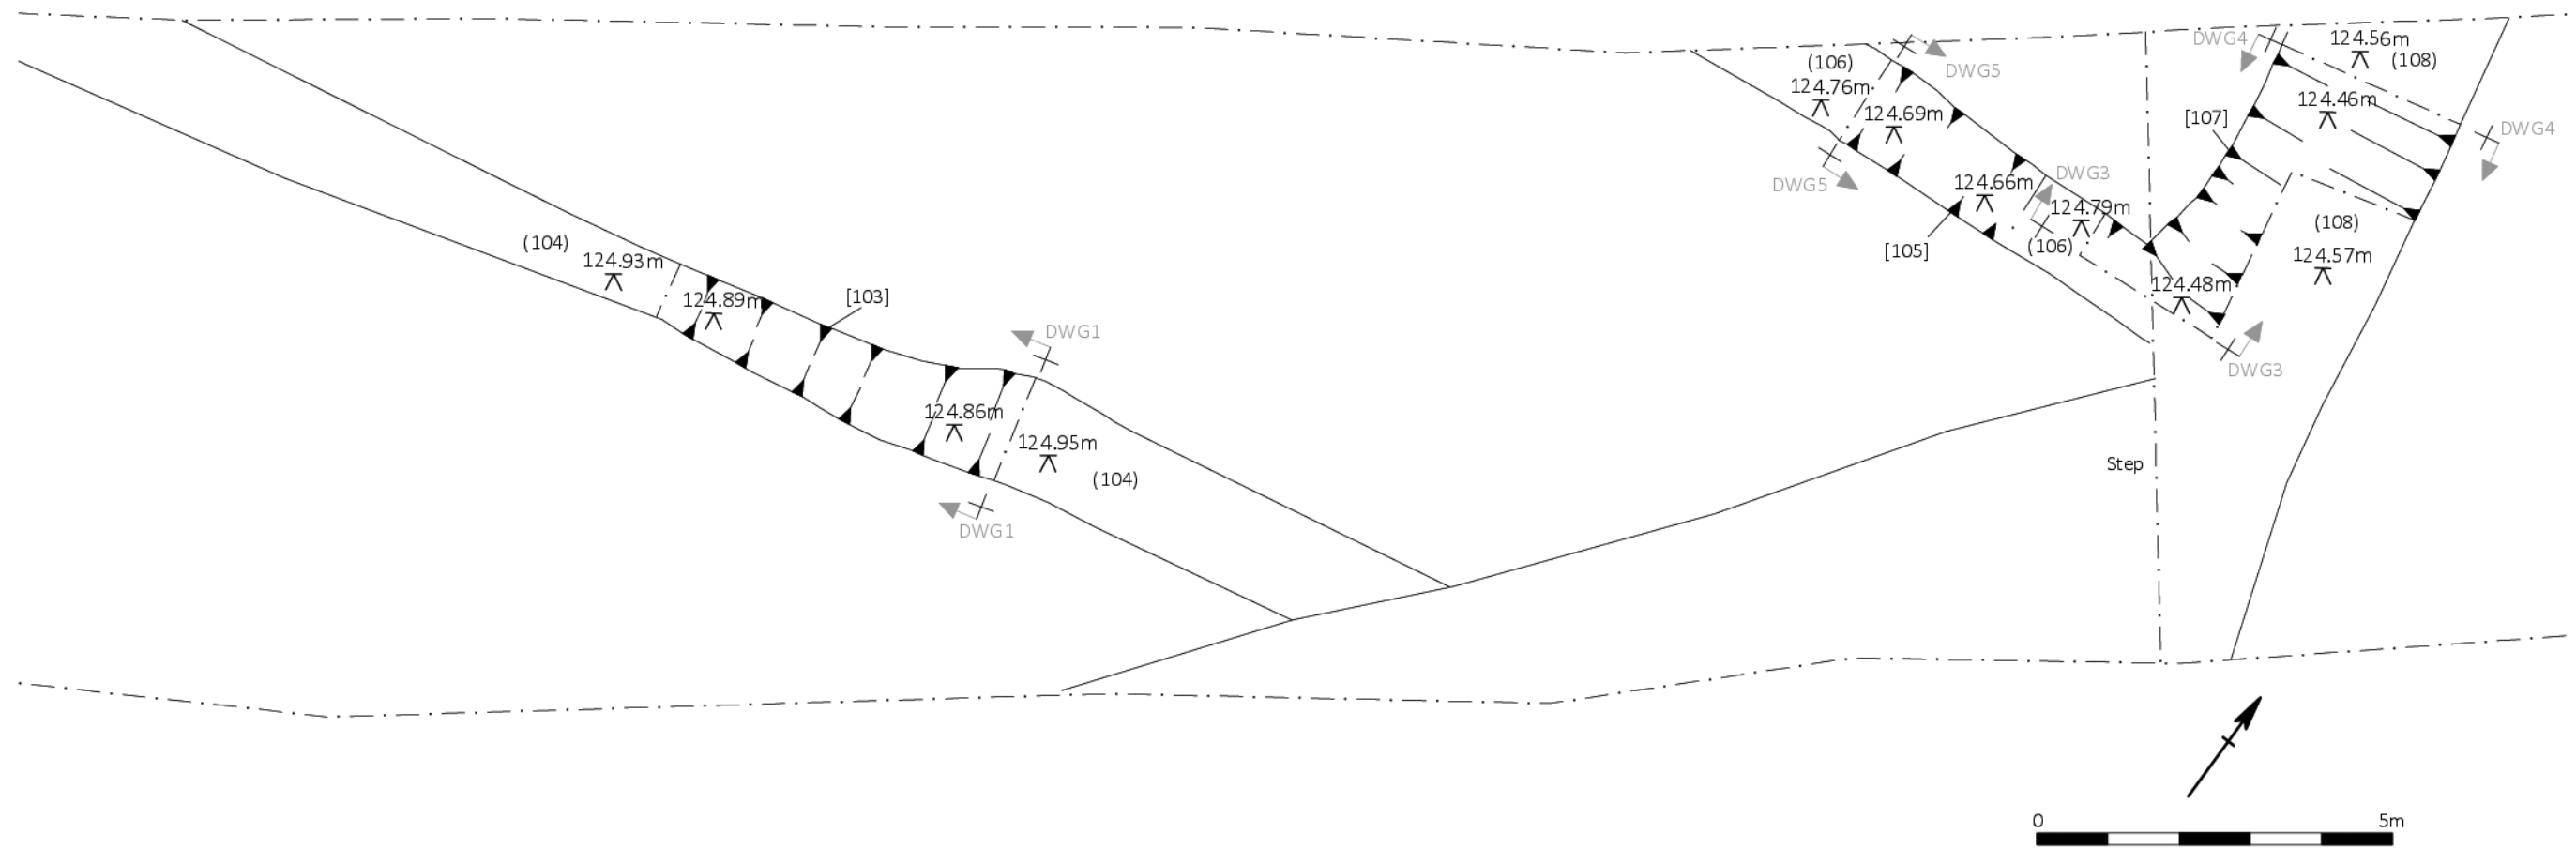 DWG4
124.56m
(108)
(106)
DWG5
124.76m
124.46m
124.69m
[107]
DWG4
DWG5
124.66m
DWG3
124.79m
(108)
(104)
[105]
(106)
124.93m
124.57m
124.89m
[103]
124.48m
DWG1
DWG3
124.86m
124.95m
(104)
Step
DWG1
0
5m